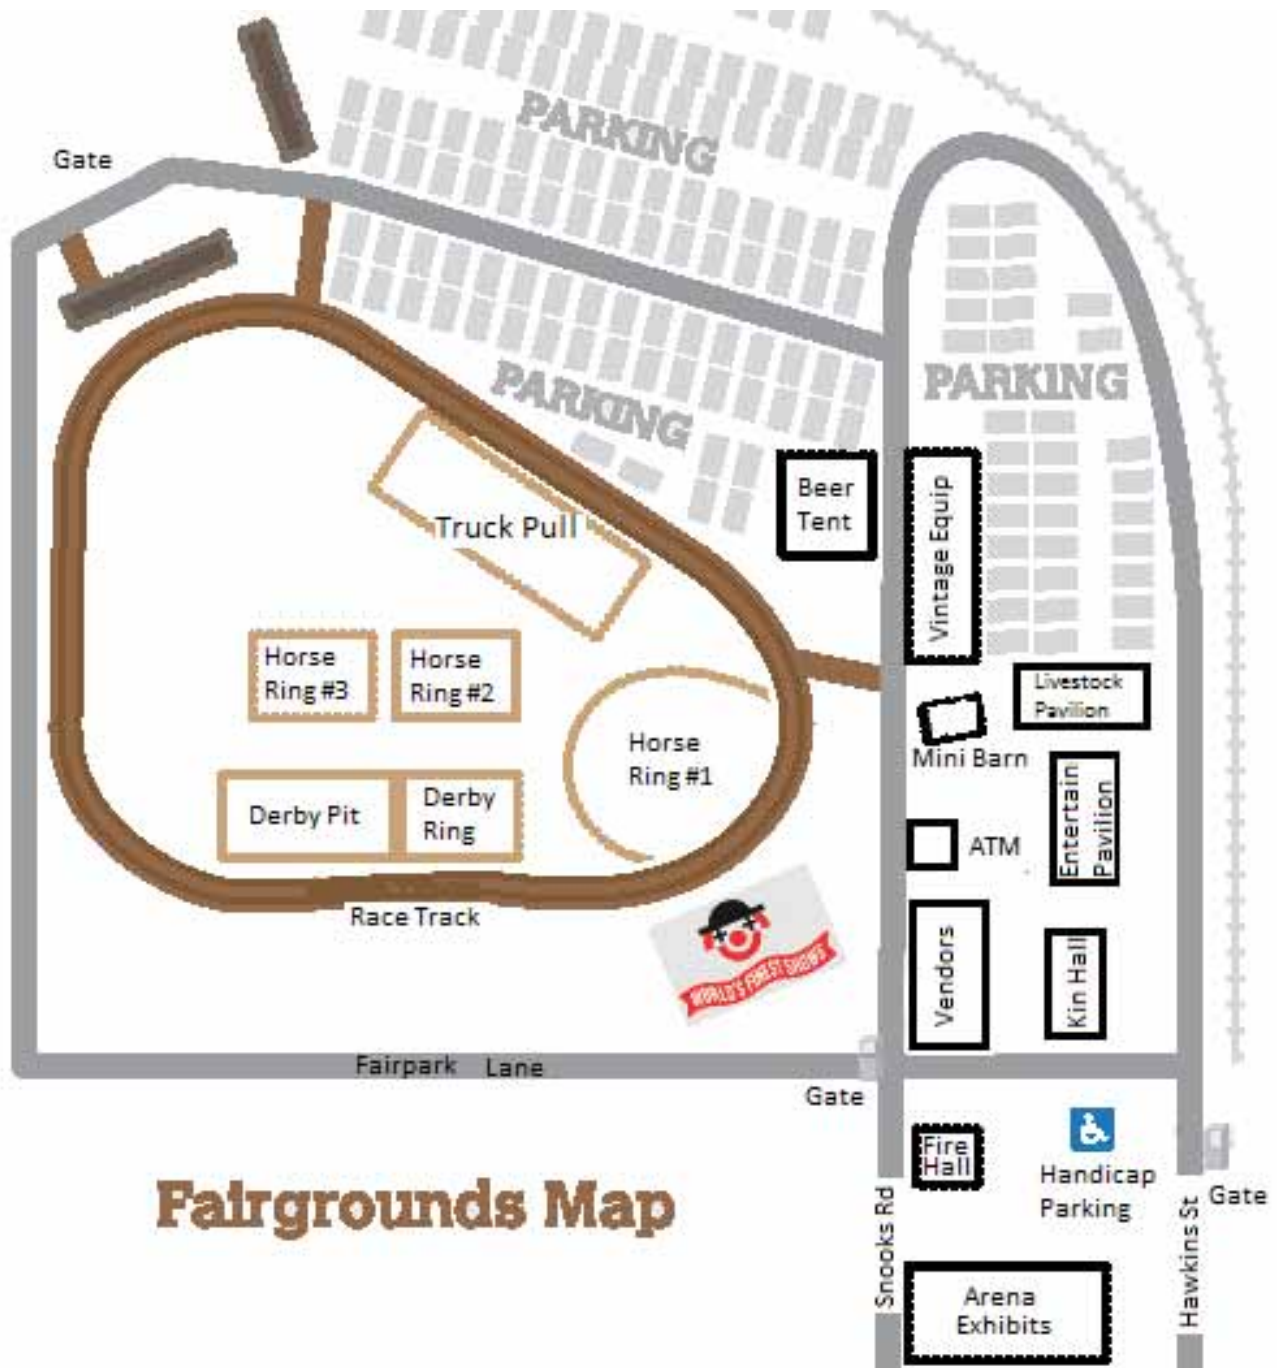 PARKING
Gate
PARKING
PARKING
Beer
Tent
Vintage Equip
Truck Pull
Horse
Ring #3
Horse
Ring #2
Livestock
Pavilion
Horse
Ring #1
Mini Barn
Entertain
Pavilion
Derby Pit
Derby
Ring
ATM
Race Track
WORLD'S FINEST SHOWS
Vendors
Kin Hall
Fairpark Lane
Gate
Fire
Hall
Handicap
Parking
Gate
Fairgrounds Map
Snooks Rd
Hawkins St
Arena
Exhibits